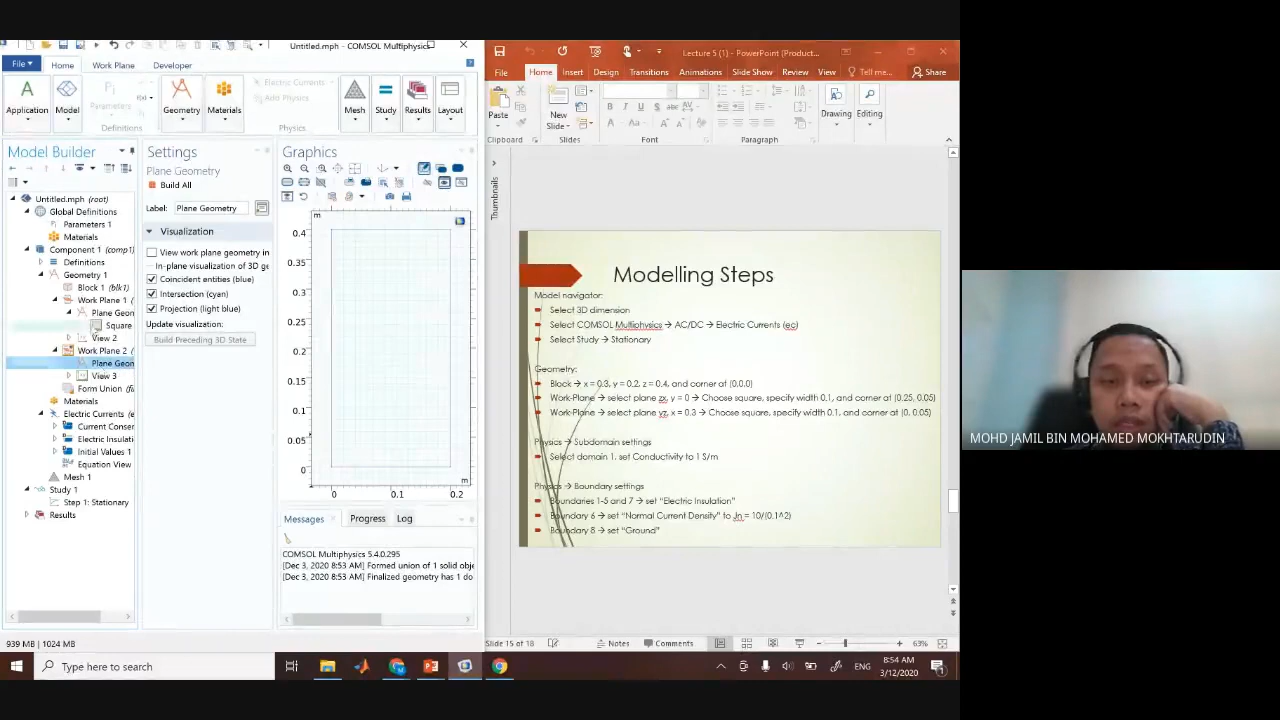 Untitled.mph - COMSOL Multiphysics
File
Home
Work Plane
Developer
Application
Model
Parameters
Definitions
Geometry
Materials
Electric Currents
Add Physics
Physics
Mesh
Study
Results
Layout
Model Builder
Untitled.mph (root)
Global Definitions
Parameters 1
Materials
Component 1 (comp1)
Definitions
Geometry 1
Block 1 (blk1)
Work Plane 1
Plane Geon
Square
View 2
Work Plane 2
Plane Geon
View 3
Form Union (fi
Materials
Electric Currents (e
Current Conser
Electric Insulati
Initial Values 1
Equation View
Mesh 1
Study 1
Step 1: Stationary
Results
Settings
Plane Geometry
Build All
Label: Plane Geometry
Visualization
View work plane geometry in
In-plane visualization of 3D ge
Coincident entities (blue)
Intersection (cyan)
Projection (light blue)
Update visualization:
Build Preceding 3D State
Graphics
m
0.4
0.35
0.3
0.25
0.2
0.15
0.1
0.05
0
m
0 0.1 0.2
Messages
Progress
Log
COMSOL Multiphysics 5.4.0.295
[Dec 3, 2020 8:53 AM] Formed union of 1 solid obje
[Dec 3, 2020 8:53 AM] Finalized geometry has 1 do
939 MB | 1024 MB
Lecture 5 (1) - PowerPoint (Product...
File
Home
Insert
Design
Transitions
Animations
Slide Show
Review
View
Tell me...
Share
Paste
Clipboard
New
Slide
Slides
Font
Paragraph
Drawing
Editing
Thumbnails
Modelling Steps
Model navigator:
Select 3D dimension
Select COMSOL Multiphysics → AC/DC → Electric Currents (ec)
Select Study → Stationary
Geometry:
Block → x = 0.3, y = 0.2, z = 0.4, and corner at (0,0,0)
Work-Plane → select plane zx, y = 0 → Choose square, specify width 0.1, and corner at (0.25, 0.05)
Work-Plane → select plane yz, x = 0.3 → Choose square, specify width 0.1, and corner at (0, 0.05)
Physics → Subdomain settings
Select domain 1, set Conductivity to 1 S/m
Physics → Boundary settings
Boundaries 1-5 and 7 → set “Electric Insulation”
Boundary 6 → set “Normal Current Density” to Jn = 10/(0.1^2)
Boundary 8 → set “Ground”
Slide 15 of 18
Notes
Comments
63%
Type here to search
ENG
8:54 AM
3/12/2020
MOHD JAMIL BIN MOHAMED MOKHTARUDIN